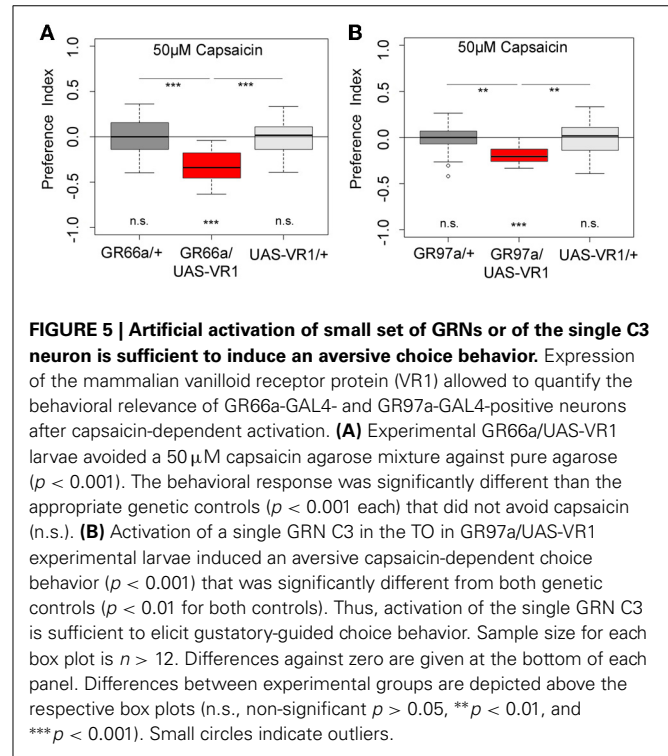 A
B
50μM Capsaicin
50μM Capsaicin
Preference Index
1.0
0.5
0.0
-0.5
-1.0
***
***
n.s.
***
n.s.
GR66a/+
GR66a/
UAS-VR1
UAS-VR1/+
Preference Index
1.0
0.5
0.0
-0.5
-1.0
**
**
n.s.
***
n.s.
GR97a/+
GR97a/
UAS-VR1
UAS-VR1/+
FIGURE 5 | Artificial activation of small set of GRNs or of the single C3
neuron is sufficient to induce an aversive choice behavior. Expression
of the mammalian vanilloid receptor protein (VR1) allowed to quantify the
behavioral relevance of GR66a-GAL4- and GR97a-GAL4-positive neurons
after capsaicin-dependent activation. (A) Experimental GR66a/UAS-VR1
larvae avoided a 50 μM capsaicin agarose mixture against pure agarose
(p < 0.001). The behavioral response was significantly different than the
appropriate genetic controls (p < 0.001 each) that did not avoid capsaicin
(n.s.). (B) Activation of a single GRN C3 in the TO in GR97a/UAS-VR1
experimental larvae induced an aversive capsaicin-dependent choice
behavior (p < 0.001) that was significantly different from both genetic
controls (p < 0.01 for both controls). Thus, activation of the single GRN C3
is sufficient to elicit gustatory-guided choice behavior. Sample size for each
box plot is n > 12. Differences against zero are given at the bottom of each
panel. Differences between experimental groups are depicted above the
respective box plots (n.s., non-significant p > 0.05, **p < 0.01, and
***p < 0.001). Small circles indicate outliers.